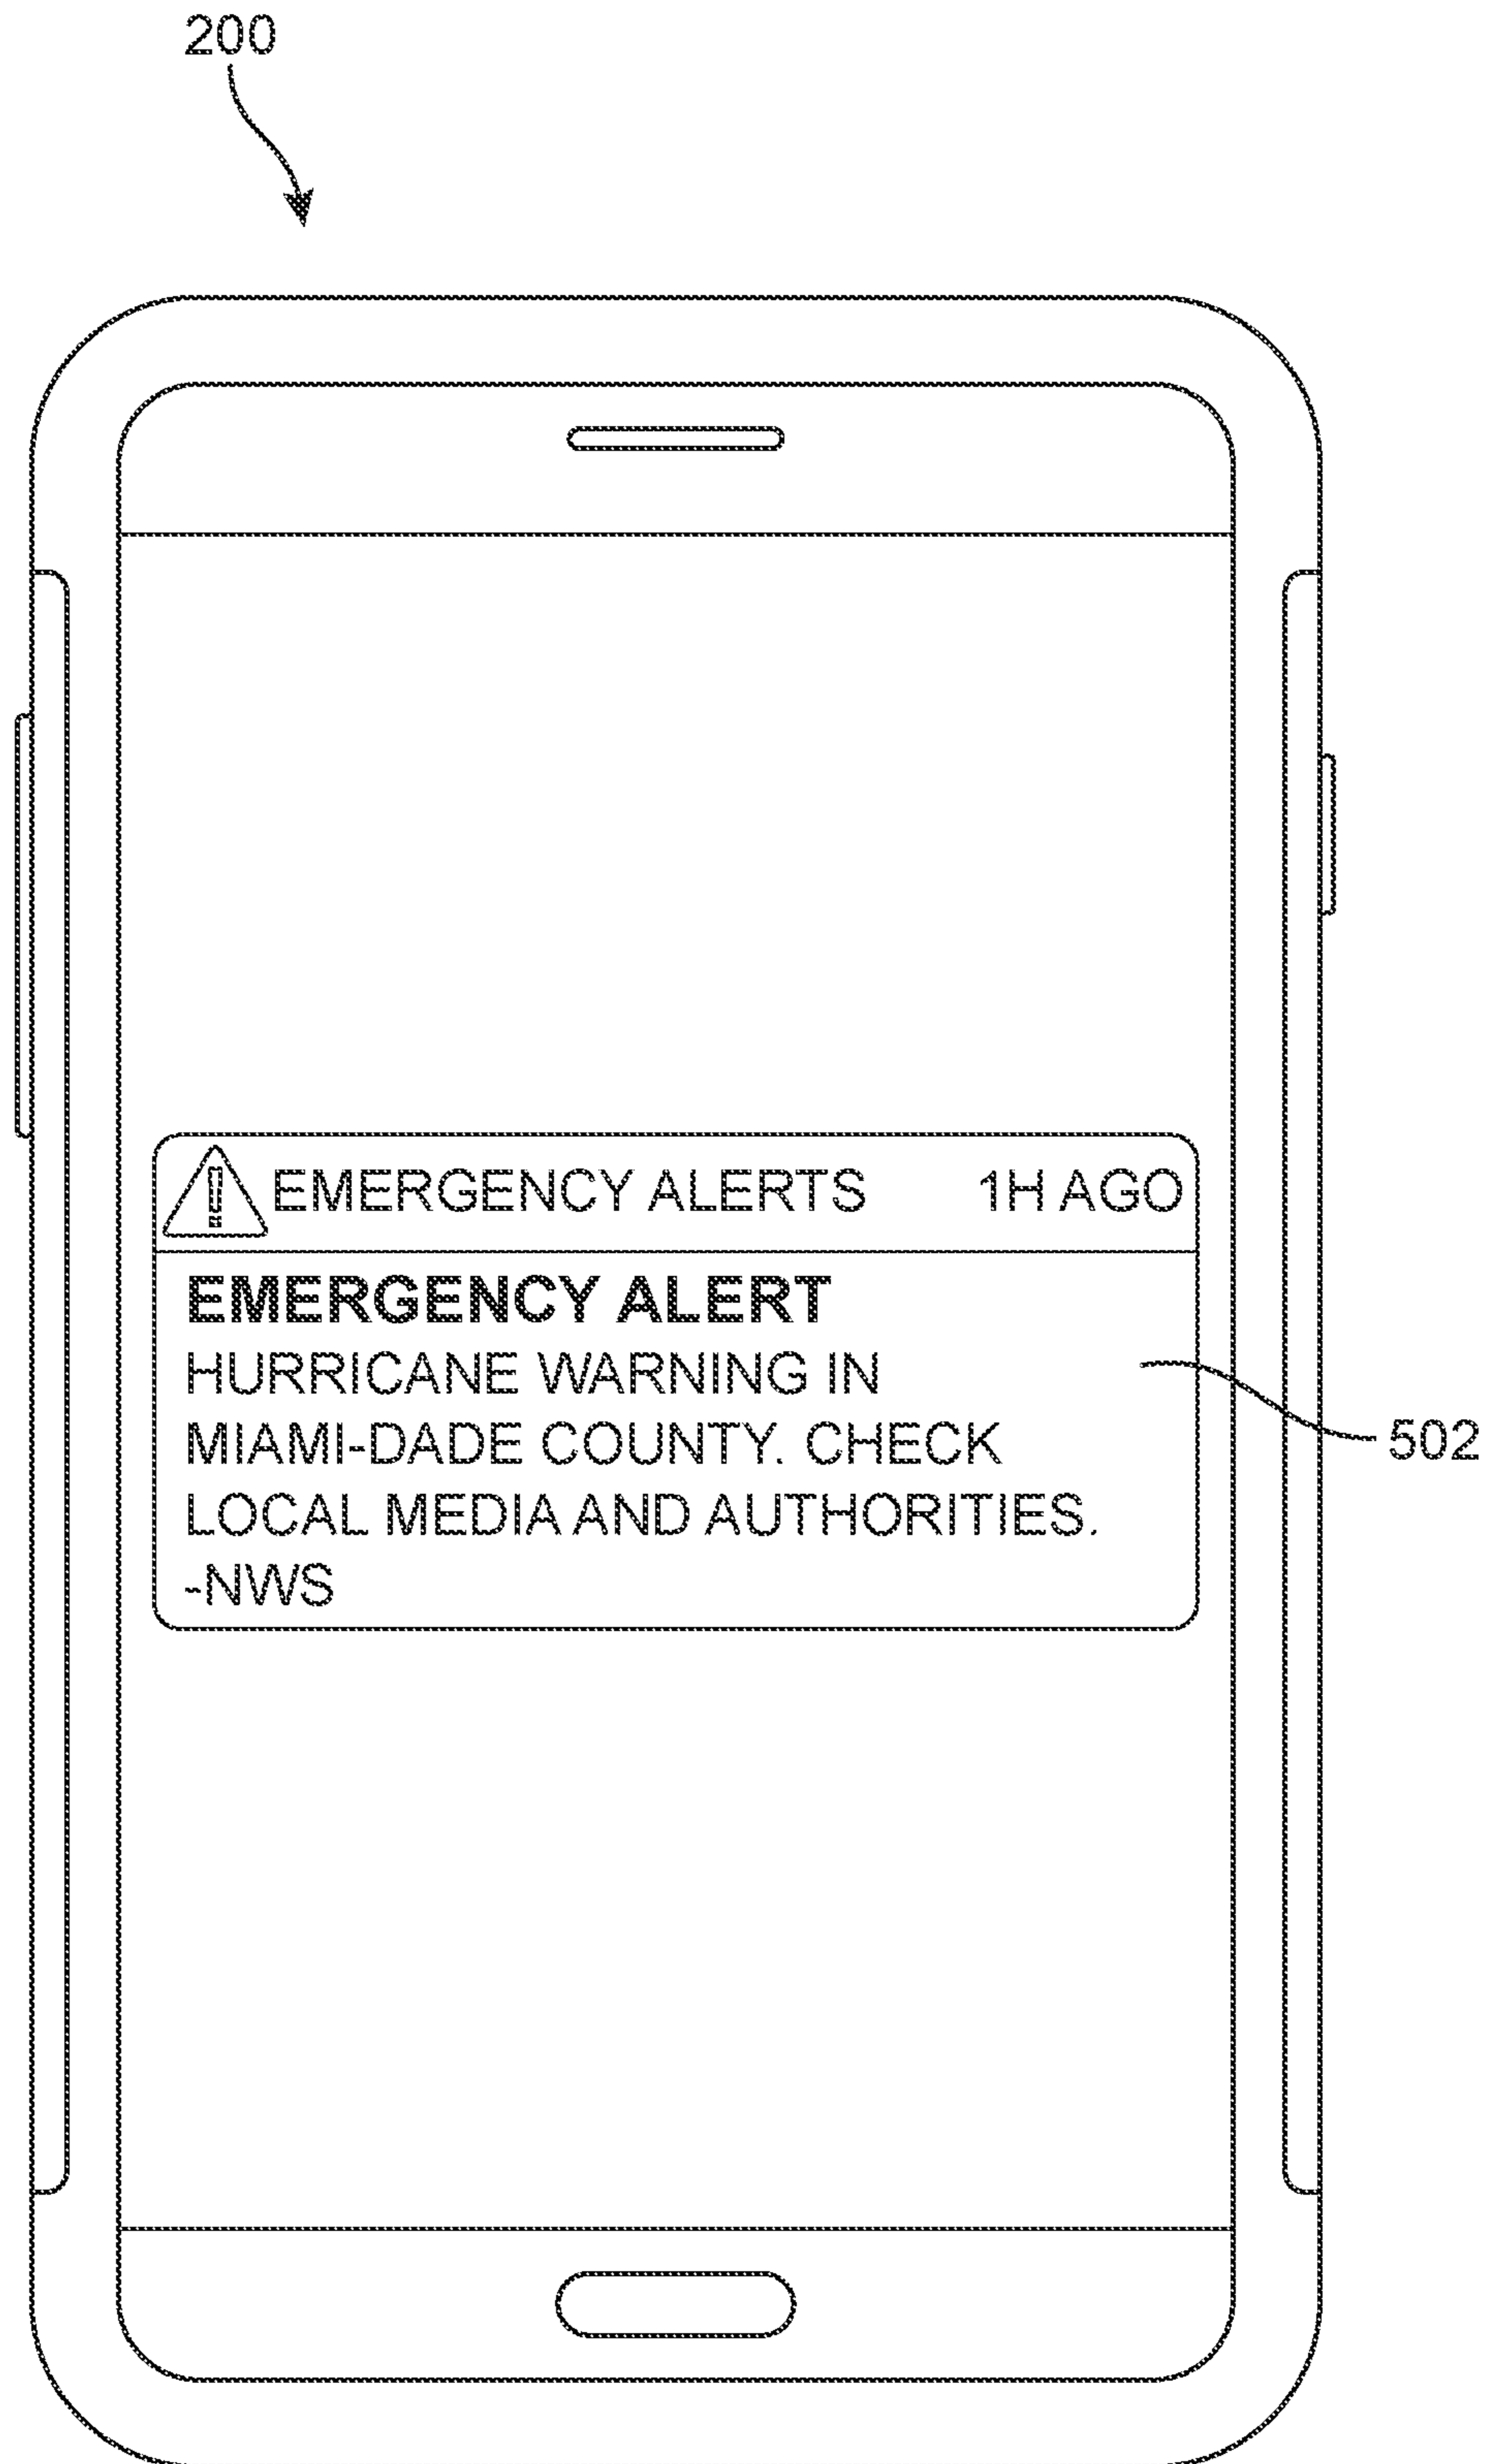 200
EMERGENCY ALERTS 1H AGO
EMERGENCY ALERT
HURRICANE WARNING IN
MIAMI-DADE COUNTY. CHECK
LOCAL MEDIA AND AUTHORITIES.
-NWS
502